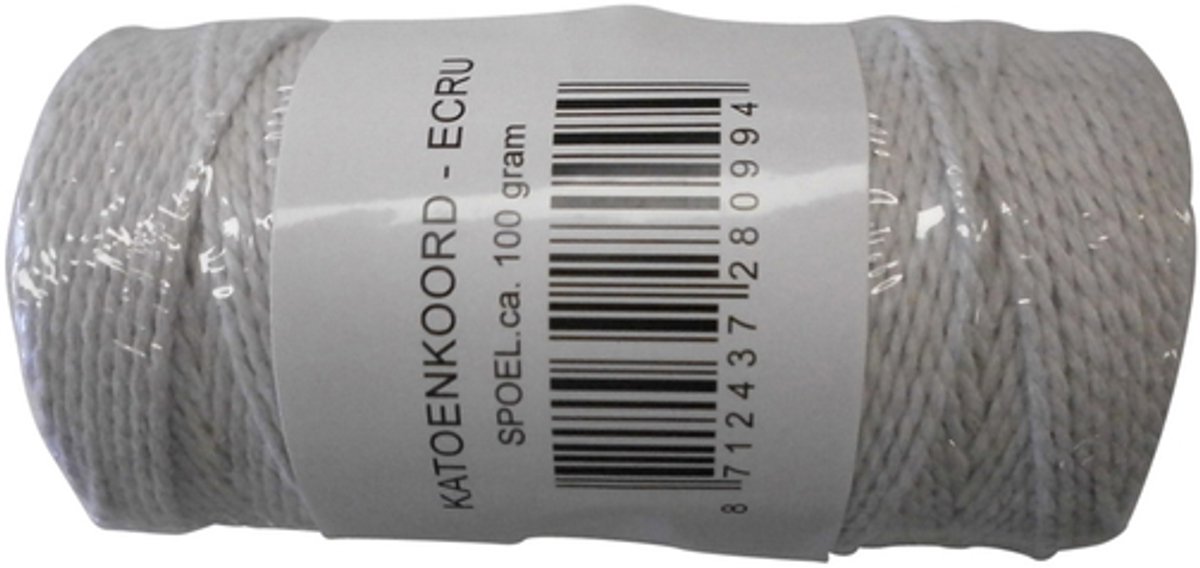 KATOENKOORD - ECRU
SPOEL.ca. 100 gram
8 712437 280994